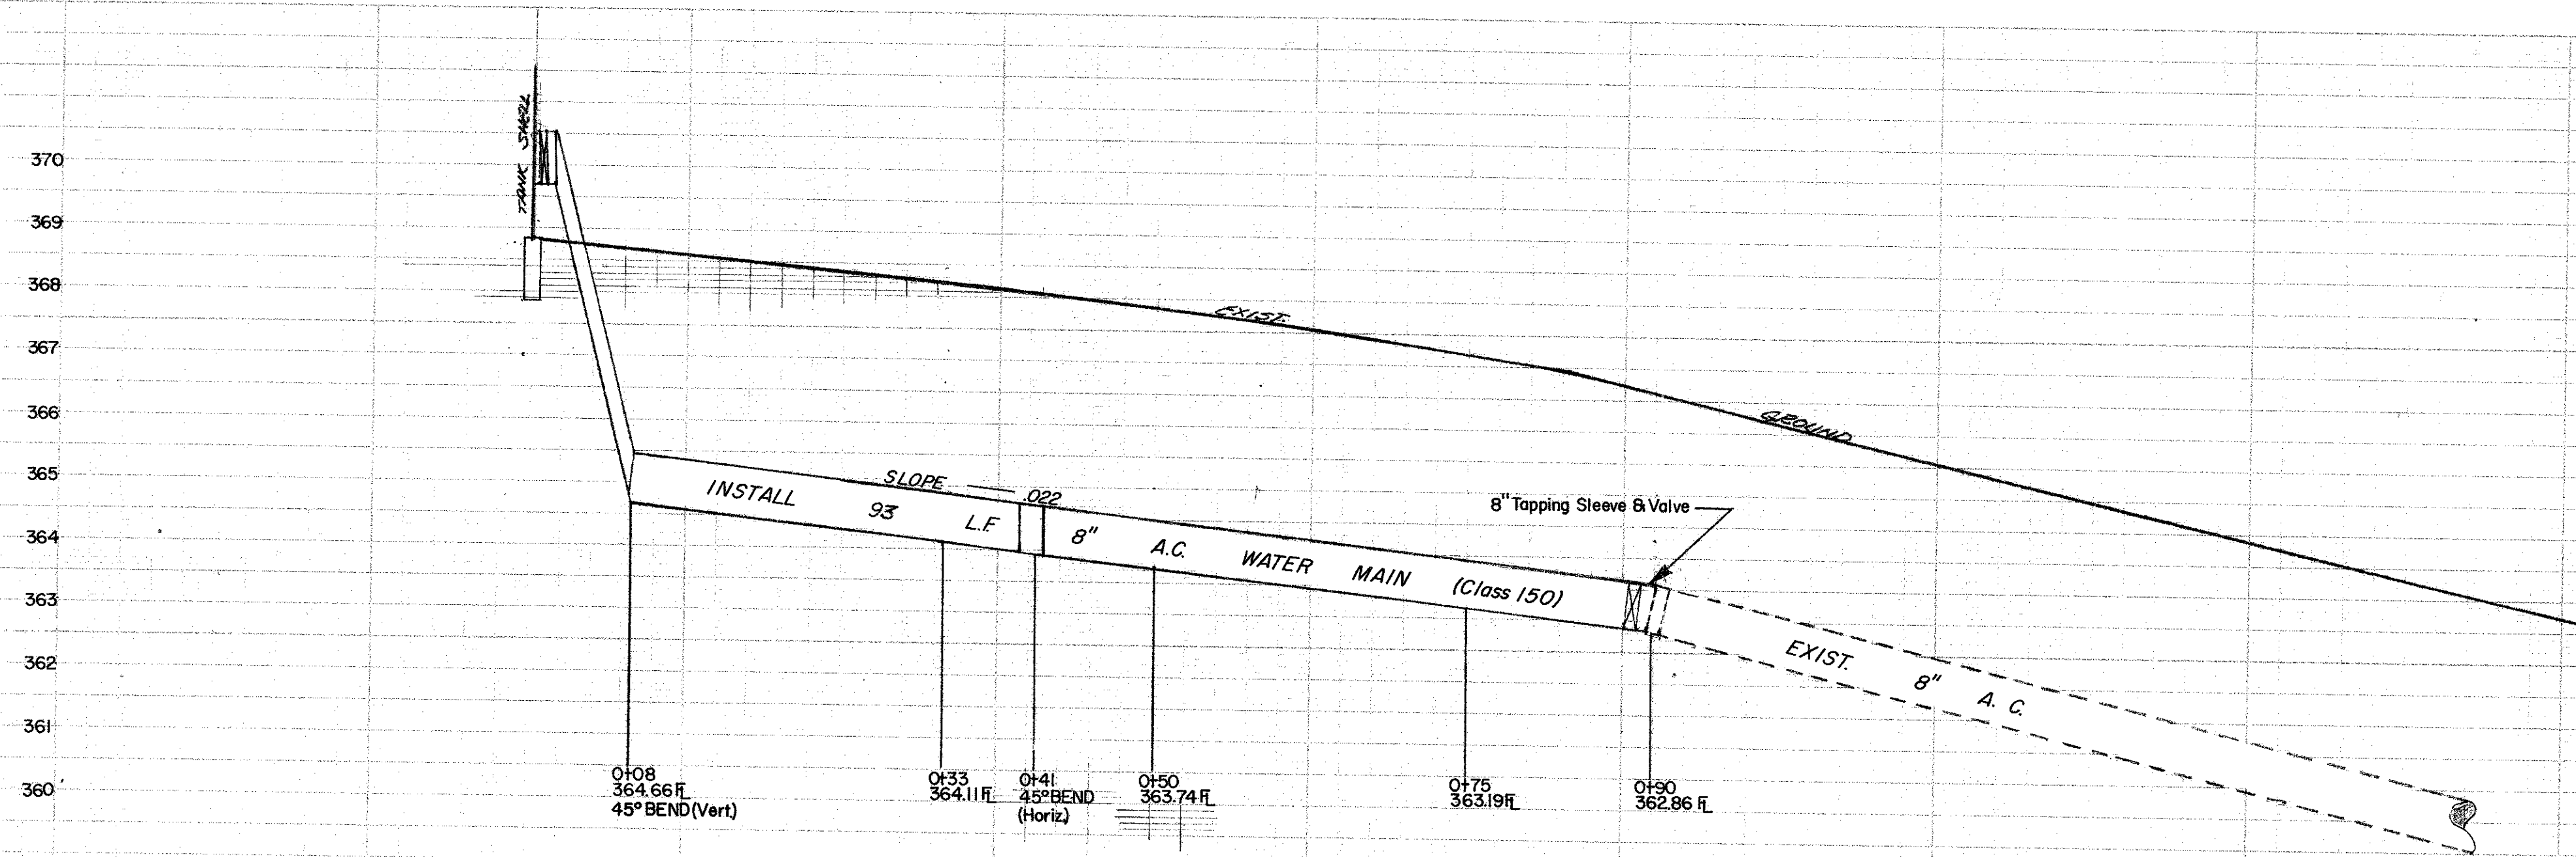 TANK SHELL
370
369
368
367
366
365
364
363
362
361
360
EXIST.
GROUND
SLOPE .022
INSTALL 93 L.F 8" A.C. WATER MAIN (Class 150)
8" Tapping Sleeve & Valve
EXIST. 8" A. C.
0+08
364.66 FL
45° BEND (Vert.)
0+33
364.11 FL
0+41
45° BEND
(Horiz.)
0+50
363.74 FL
0+75
363.19 FL
0+90
362.86 FL